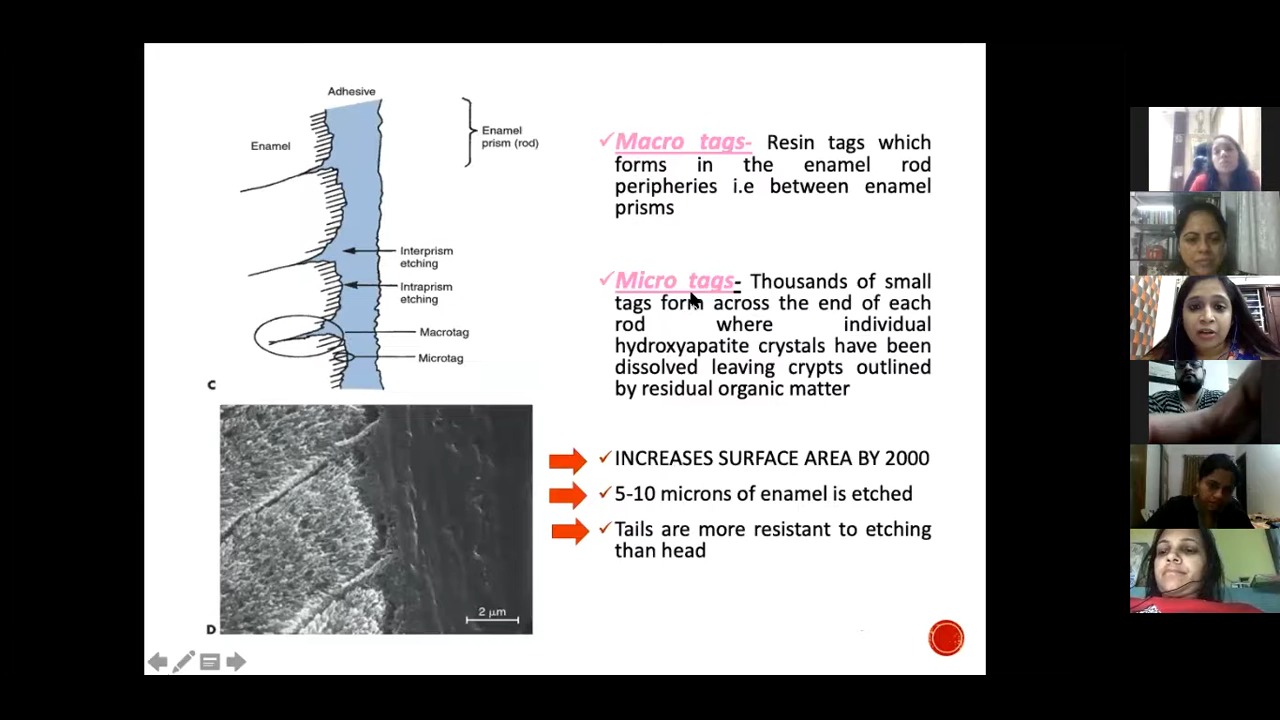 Adhesive
Enamel
Enamel
prism (rod)
Interprism
etching
Intraprism
etching
Macrotag
Microtag
C
2 μm
D
✓Macro tags- Resin tags which
forms in the enamel rod
peripheries i.e between enamel
prisms
✓Micro tags- Thousands of small
tags form across the end of each
rod where individual
hydroxyapatite crystals have been
dissolved leaving crypts outlined
by residual organic matter
✓INCREASES SURFACE AREA BY 2000
✓5-10 microns of enamel is etched
✓Tails are more resistant to etching
than head